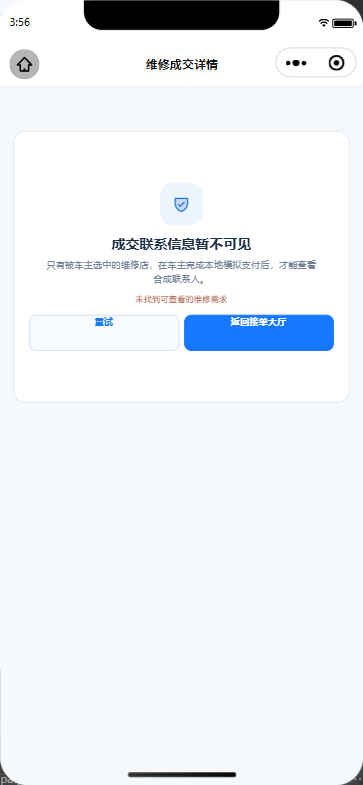 3:56
维修成交详情
成交联系信息暂不可见
只有被车主选中的维修店，在车主完成本地模拟支付后，才能查看
合成联系人。
未找到可查看的维修需求
重试
返回接单大厅